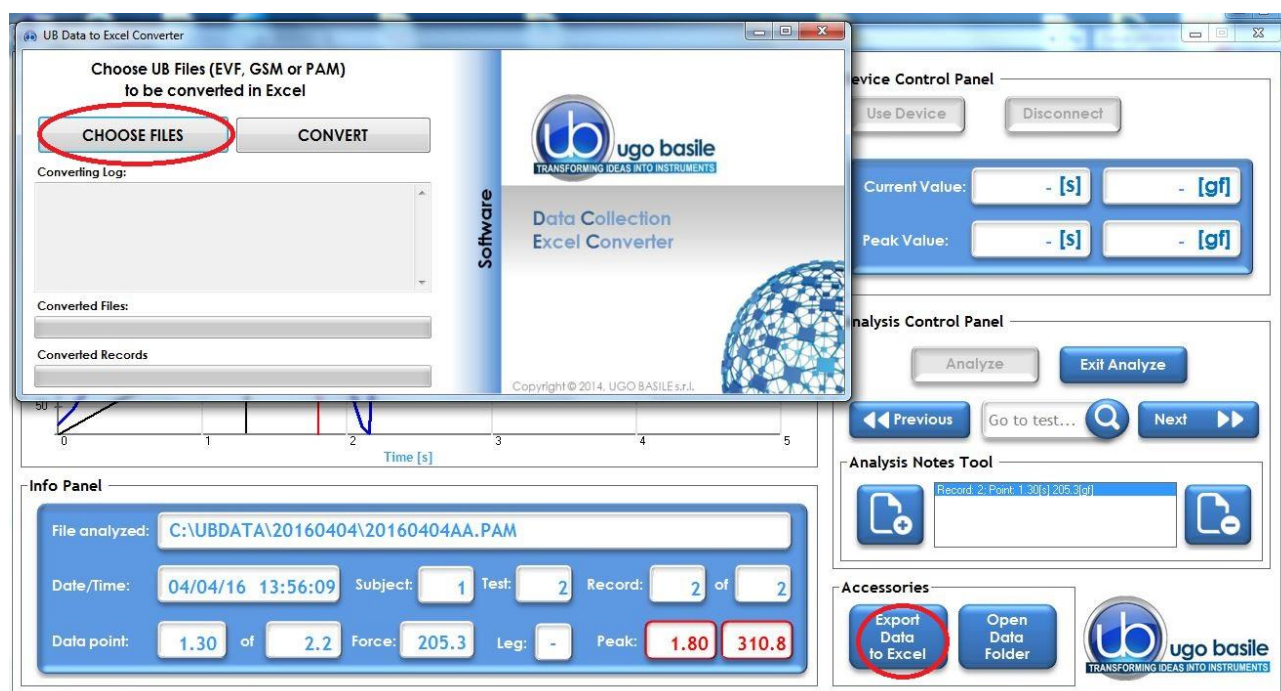 UB Data to Excel Converter
Choose UB Files (EVF, GSM or PAM)
to be converted in Excel
CHOOSE FILES
CONVERT
Converting Log:
Converted Files:
Converted Records
Software
ub
ugo basile
TRANSFORMING IDEAS INTO INSTRUMENTS
Data Collection
Excel Converter
Copyright © 2014, UGO BASILE s.r.l.
evice Control Panel
Use Device
Disconnect
Current Value: - [s] - [gf]
Peak Value: - [s] - [gf]
nalysis Control Panel
Analyze
Exit Analyze
Previous
Go to test...
Next
50
0 1 2 3 4 5
Time [s]
Analysis Notes Tool
Record: 2; Point: 1.30[s] 205.3[gf]
Info Panel
File analyzed: C:\UBDATA\20160404\20160404AA.PAM
Date/Time: 04/04/16 13:56:09 Subject: 1 Test: 2 Record: 2 of 2
Data point: 1.30 of 2.2 Force: 205.3 Leg: - Peak: 1.80 310.8
Accessories
Export
Data
to Excel
Open
Data
Folder
ub
ugo basile
TRANSFORMING IDEAS INTO INSTRUMENTS